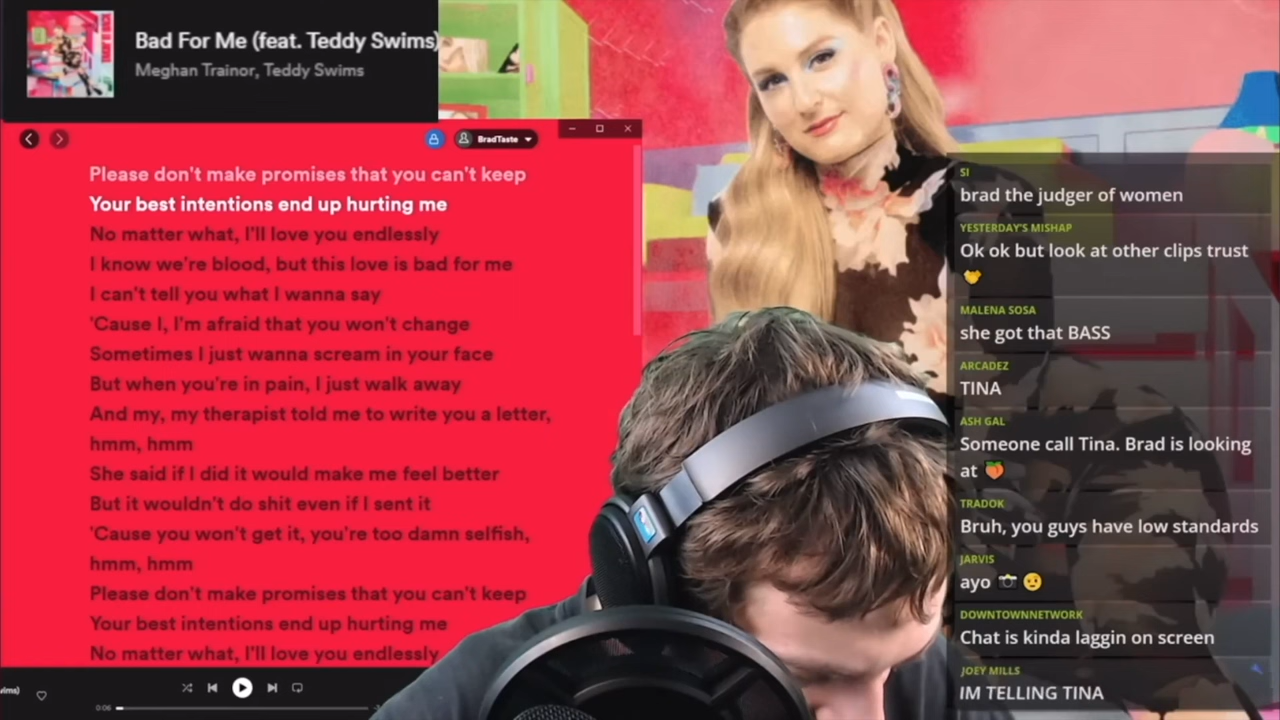 Bad For Me (feat. Teddy Swims)
Meghan Trainor, Teddy Swims
BradTaste
Please don't make promises that you can't keep
Your best intentions end up hurting me
No matter what, I'll love you endlessly
I know we're blood, but this love is bad for me
I can't tell you what I wanna say
'Cause I, I'm afraid that you won't change
Sometimes I just wanna scream in your face
But when you're in pain, I just walk away
And my, my therapist told me to write you a letter,
hmm, hmm
She said if I did it would make me feel better
But it wouldn't do shit even if I sent it
'Cause you won't get it, you're too damn selfish,
hmm, hmm
Please don't make promises that you can't keep
Your best intentions end up hurting me
No matter what, I'll love you endlessly
wims)
0:06
SI
brad the judger of women
YESTERDAY'S MISHAP
Ok ok but look at other clips trust
🤝
MALENA SOSA
she got that BASS
ARCADEZ
TINA
ASH GAL
Someone call Tina. Brad is looking
at 🍑
TRADOK
Bruh, you guys have low standards
JARVIS
ayo 📸 🤨
DOWNTOWNNETWORK
Chat is kinda laggin on screen
JOEY MILLS
IM TELLING TINA